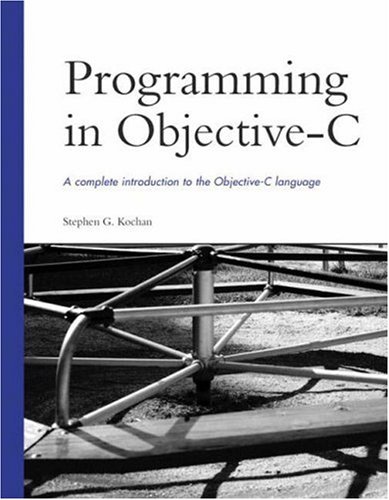 Programming
in Objective-C
A complete introduction to the Objective-C language
Stephen G. Kochan